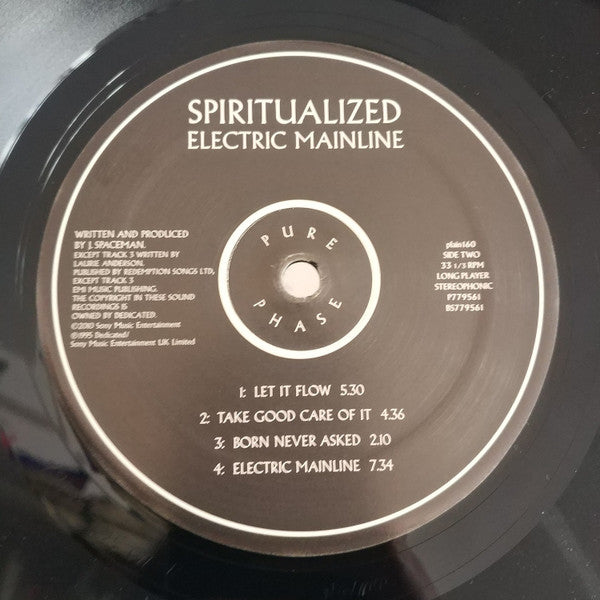 SPIRITUALIZED
ELECTRIC MAINLINE
WRITTEN AND PRODUCED
BY J. SPACEMAN.
EXCEPT TRACK 3 WRITTEN BY
LAURIE ANDERSON.
PUBLISHED BY REDEMPTION SONGS LTD,
EXCEPT TRACK 3
EMI MUSIC PUBLISHING.
THE COPYRIGHT IN THESE SOUND
RECORDINGS IS
OWNED BY DEDICATED.
℗2010 Sony Music Entertainment
©1995 Dedicated/
Sony Music Entertainment UK Limited
PURE
PHASE
plain160
SIDE TWO
33 1/3 RPM
LONG PLAYER
STEREOPHONIC
P779561
BS779561
1: LET IT FLOW 5.30
2: TAKE GOOD CARE OF IT 4.36
3: BORN NEVER ASKED 2.10
4: ELECTRIC MAINLINE 7.34